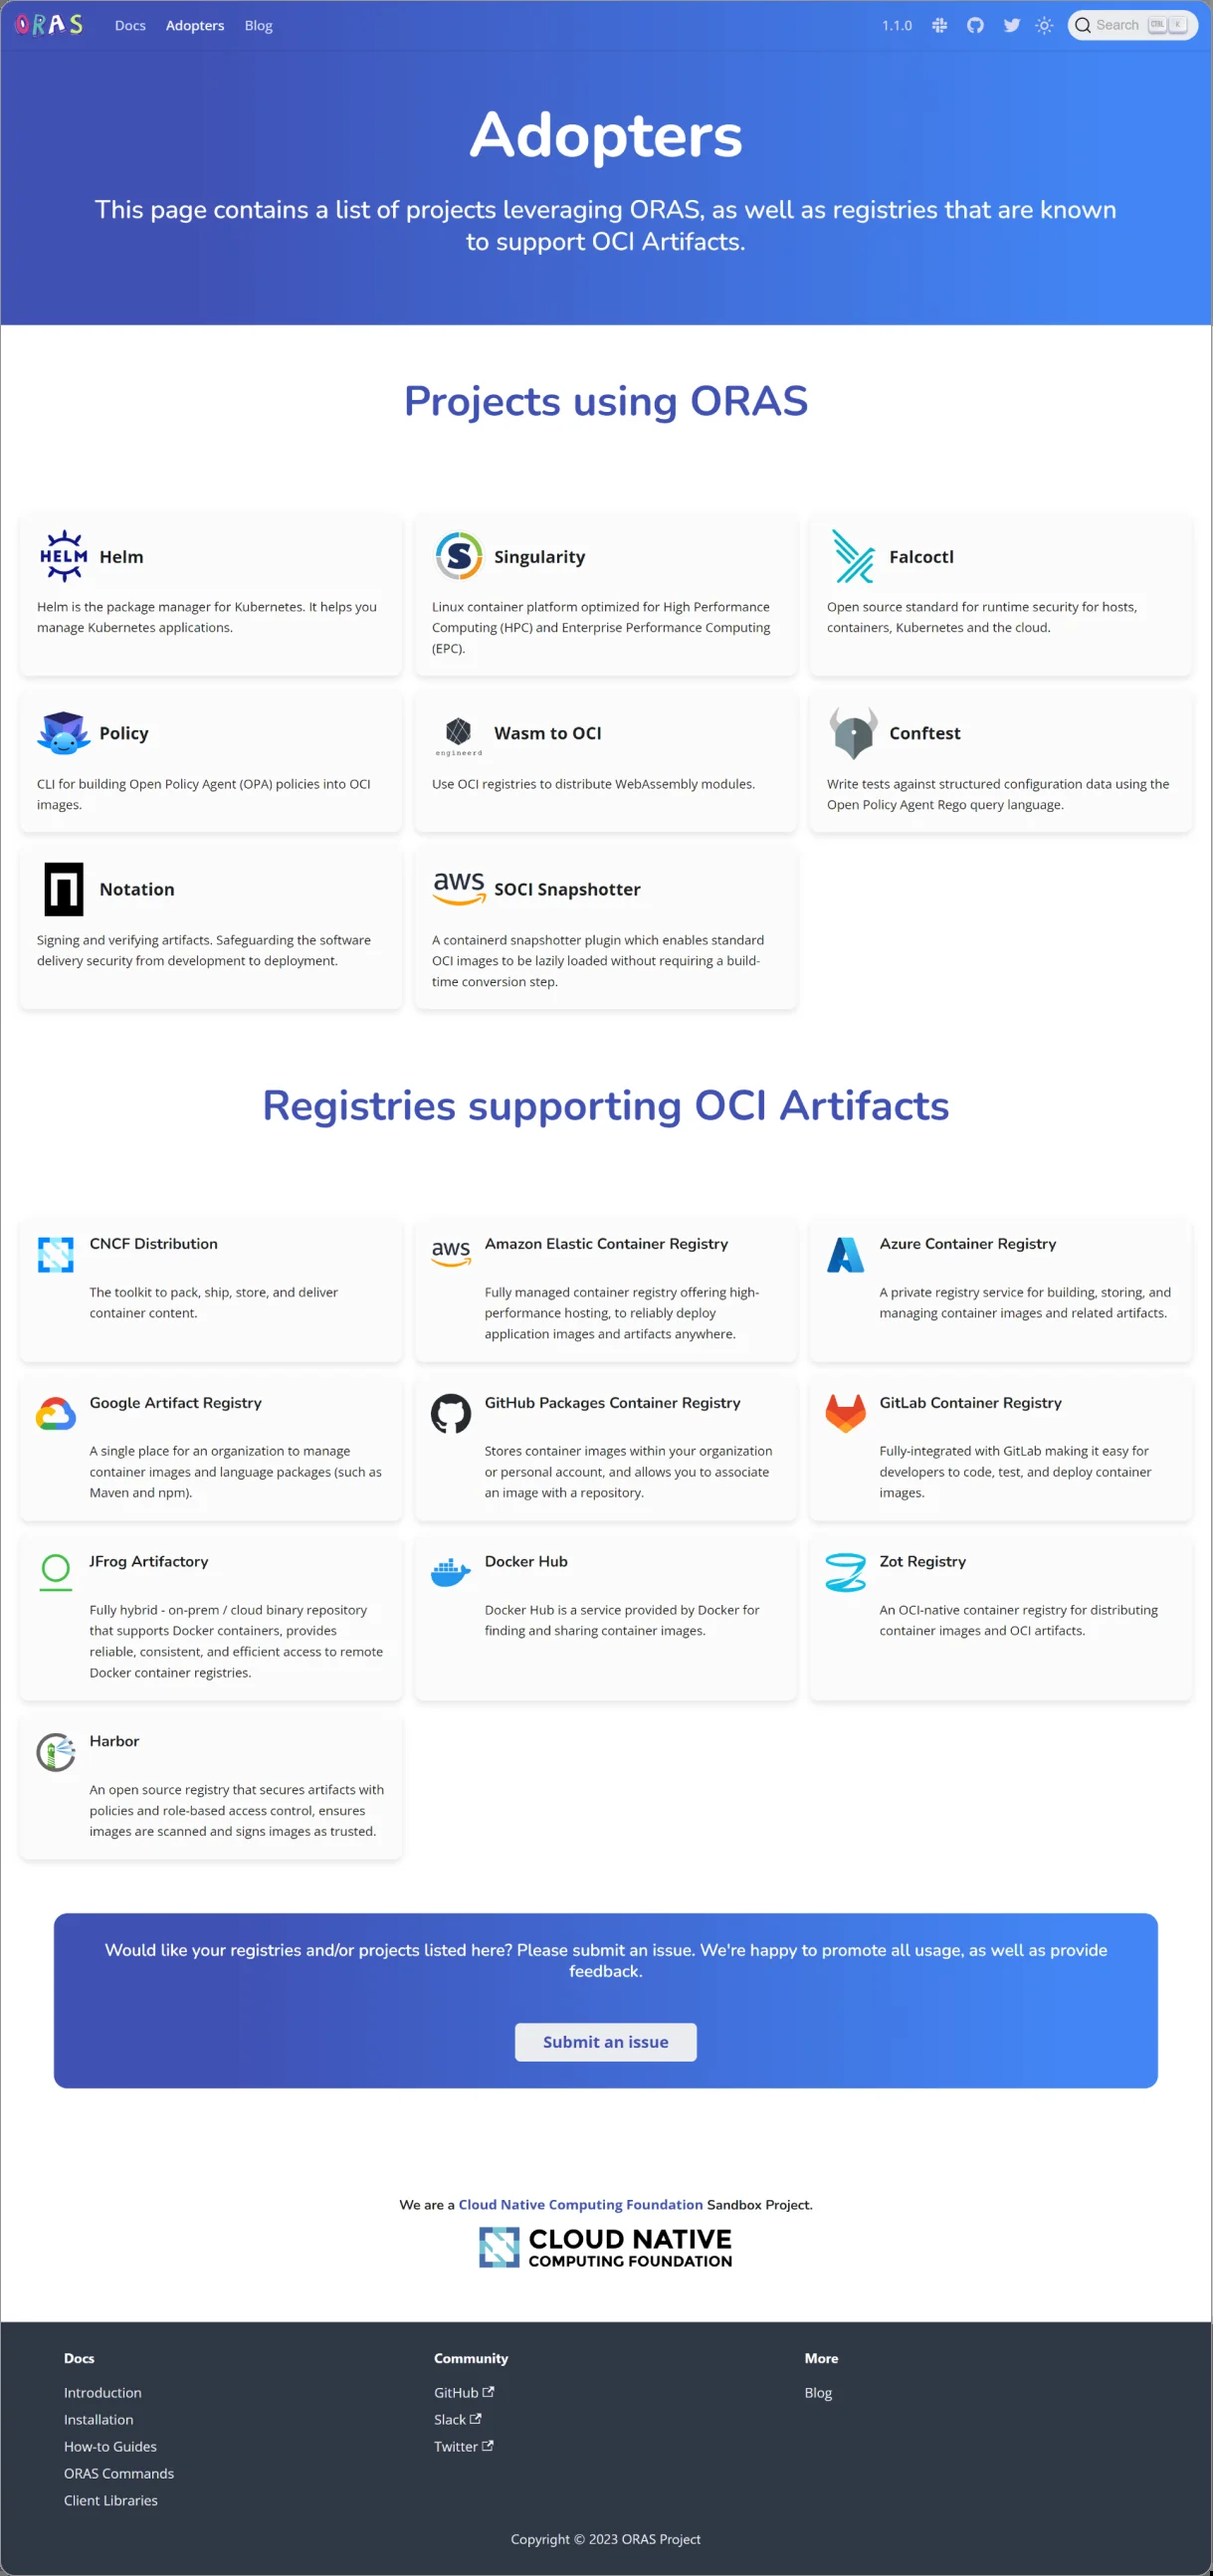 ORAS Docs Adopters Blog 1.1.0 Search CTRL K
Adopters
This page contains a list of projects leveraging ORAS, as well as registries that are known
to support OCI Artifacts.
Projects using ORAS
HELM Helm
Helm is the package manager for Kubernetes. It helps you
manage Kubernetes applications.
S Singularity
Linux container platform optimized for High Performance
Computing (HPC) and Enterprise Performance Computing
(EPC).
Falcoctl
Open source standard for runtime security for hosts,
containers, Kubernetes and the cloud.
Policy
CLI for building Open Policy Agent (OPA) policies into OCI
images.
engineerd
Wasm to OCI
Use OCI registries to distribute WebAssembly modules.
Conftest
Write tests against structured configuration data using the
Open Policy Agent Rego query language.
Notation
Signing and verifying artifacts. Safeguarding the software
delivery security from development to deployment.
aws SOCI Snapshotter
A containerd snapshotter plugin which enables standard
OCI images to be lazily loaded without requiring a build-
time conversion step.
Registries supporting OCI Artifacts
CNCF Distribution
The toolkit to pack, ship, store, and deliver
container content.
aws Amazon Elastic Container Registry
Fully managed container registry offering high-
performance hosting, to reliably deploy
application images and artifacts anywhere.
Azure Container Registry
A private registry service for building, storing, and
managing container images and related artifacts.
Google Artifact Registry
A single place for an organization to manage
container images and language packages (such as
Maven and npm).
GitHub Packages Container Registry
Stores container images within your organization
or personal account, and allows you to associate
an image with a repository.
GitLab Container Registry
Fully-integrated with GitLab making it easy for
developers to code, test, and deploy container
images.
JFrog Artifactory
Fully hybrid - on-prem / cloud binary repository
that supports Docker containers, provides
reliable, consistent, and efficient access to remote
Docker container registries.
Docker Hub
Docker Hub is a service provided by Docker for
finding and sharing container images.
Zot Registry
An OCI-native container registry for distributing
container images and OCI artifacts.
Harbor
An open source registry that secures artifacts with
policies and role-based access control, ensures
images are scanned and signs images as trusted.
Would like your registries and/or projects listed here? Please submit an issue. We're happy to promote all usage, as well as provide
feedback.
Submit an issue
We are a Cloud Native Computing Foundation Sandbox Project.
CLOUD NATIVE
COMPUTING FOUNDATION
Docs
Introduction
Installation
How-to Guides
ORAS Commands
Client Libraries
Community
GitHub
Slack
Twitter
More
Blog
Copyright © 2023 ORAS Project